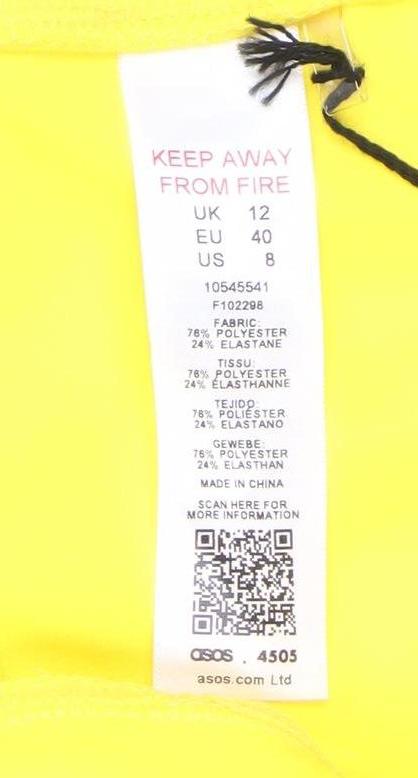 KEEP AWAY
FROM FIRE
UK 12
EU 40
US 8
10545541
F102298
FABRIC:
76% POLYESTER
24% ELASTANE
TISSU:
76% POLYESTER
24% ÉLASTHANNE
TEJIDO:
76% POLIÉSTER
24% ELASTANO
GEWEBE:
76% POLYESTER
24% ELASTHAN
MADE IN CHINA
SCAN HERE FOR
MORE INFORMATION
asos . 4505
asos.com Ltd